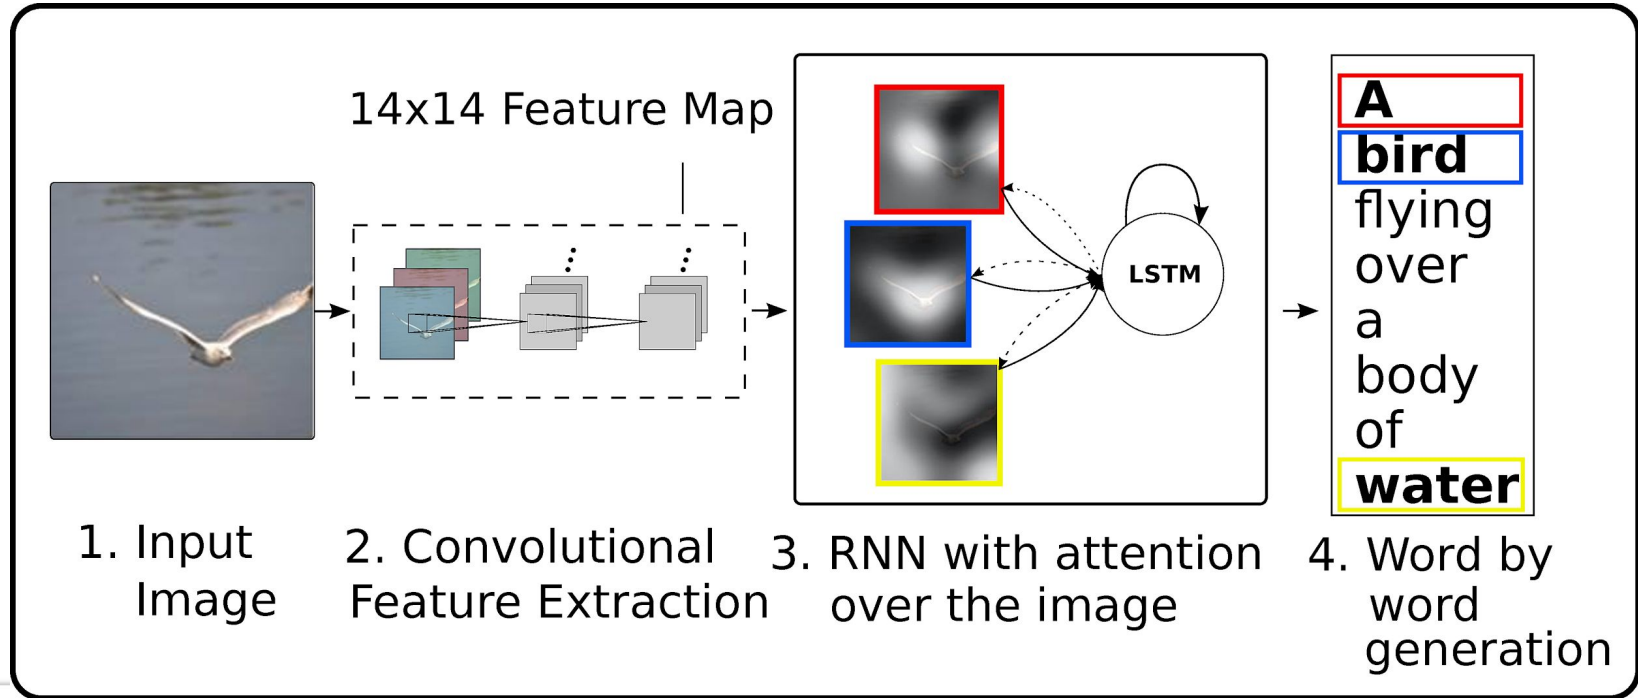 14x14 Feature Map
LSTM
A
bird
flying
over
a
body
of
water
1. Input
Image
2. Convolutional
Feature Extraction
3. RNN with attention
over the image
4. Word by
word
generation